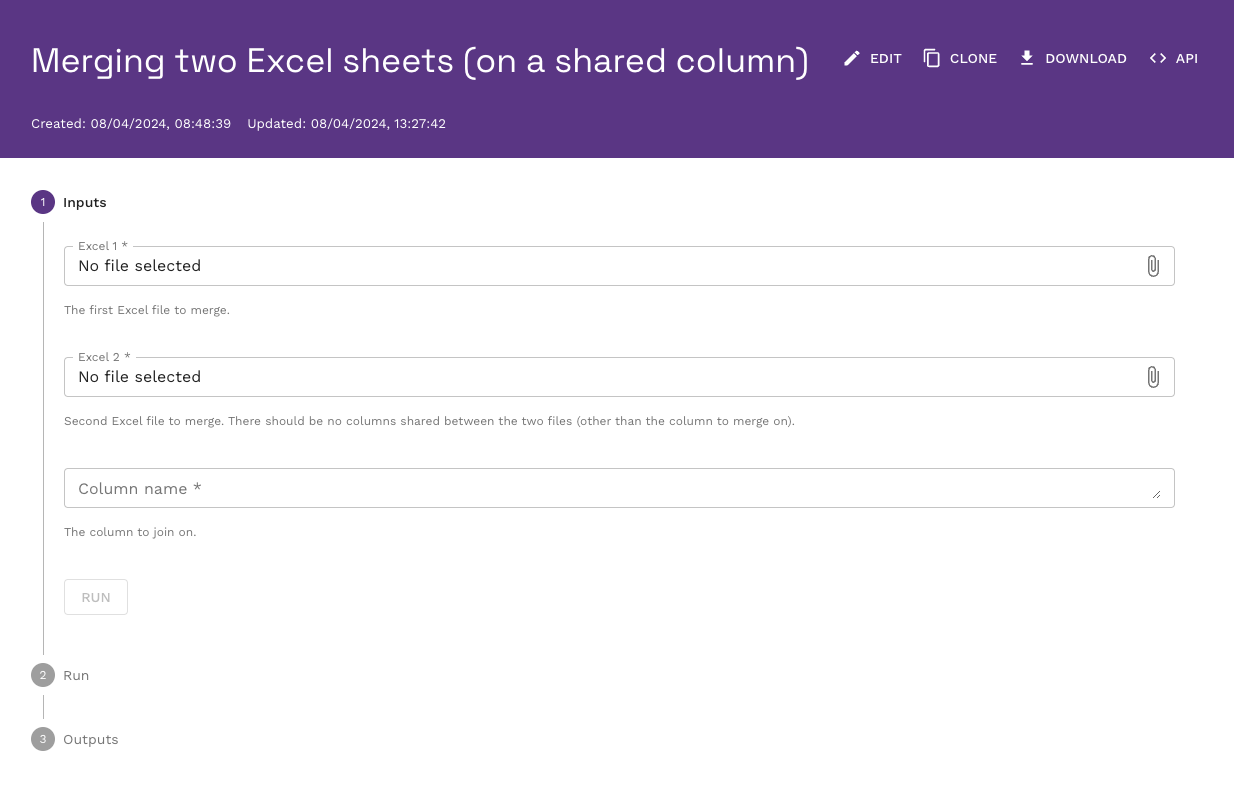 Merging two Excel sheets (on a shared column)
EDIT
CLONE
DOWNLOAD
API
Created: 08/04/2024, 08:48:39 Updated: 08/04/2024, 13:27:42
1 Inputs
Excel 1 *
No file selected
The first Excel file to merge.
Excel 2 *
No file selected
Second Excel file to merge. There should be no columns shared between the two files (other than the column to merge on).
Column name *
The column to join on.
RUN
2 Run
3 Outputs